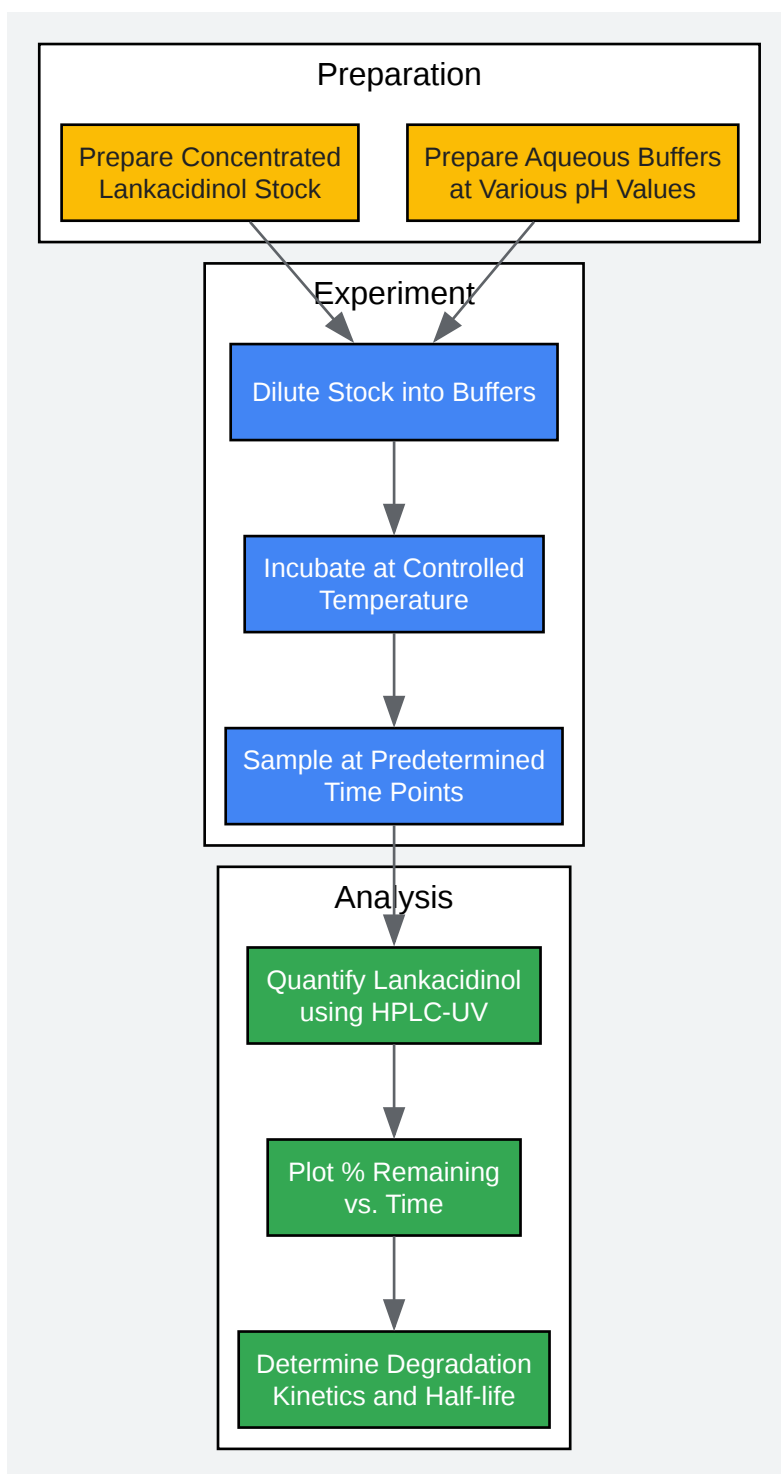 Preparation
Prepare Concentrated
Lankacidinol Stock
Prepare Aqueous Buffers
at Various pH Values
Experiment
Dilute Stock into Buffers
Incubate at Controlled
Temperature
Sample at Predetermined
Time Points
Analysis
Quantify Lankacidinol
using HPLC-UV
Plot % Remaining
vs. Time
Determine Degradation
Kinetics and Half-life